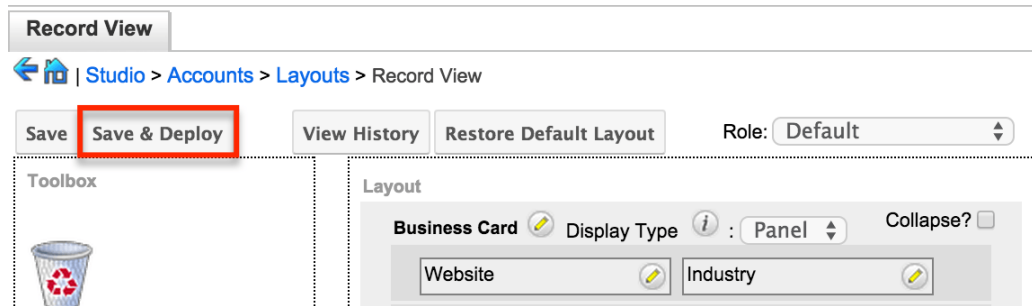 Record View
| Studio > Accounts > Layouts > Record View
Save Save & Deploy View History Restore Default Layout Role: Default
Toolbox
Layout
Business Card Display Type i : Panel Collapse?
Website Industry